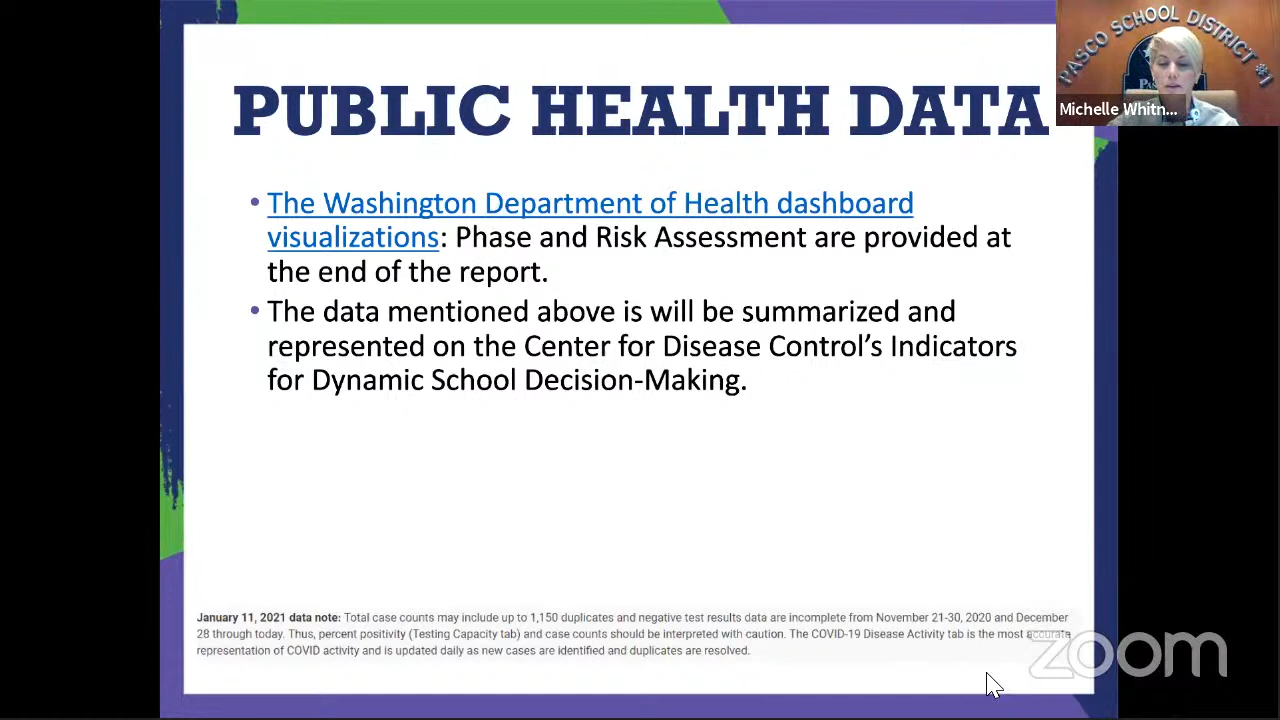 PUBLIC HEALTH DATA
PASCO SCHOOL DISTRICT #1
Michelle Whitn...
• The Washington Department of Health dashboard
visualizations: Phase and Risk Assessment are provided at
the end of the report.
• The data mentioned above is will be summarized and
represented on the Center for Disease Control's Indicators
for Dynamic School Decision-Making.
January 11, 2021 data note: Total case counts may include up to 1,150 duplicates and negative test results data are incomplete from November 21-30, 2020 and December
28 through today. Thus, percent positivity (Testing Capacity tab) and case counts should be interpreted with caution. The COVID-19 Disease Activity tab is the most accurate
representation of COVID activity and is updated daily as new cases are identified and duplicates are resolved.
zoom